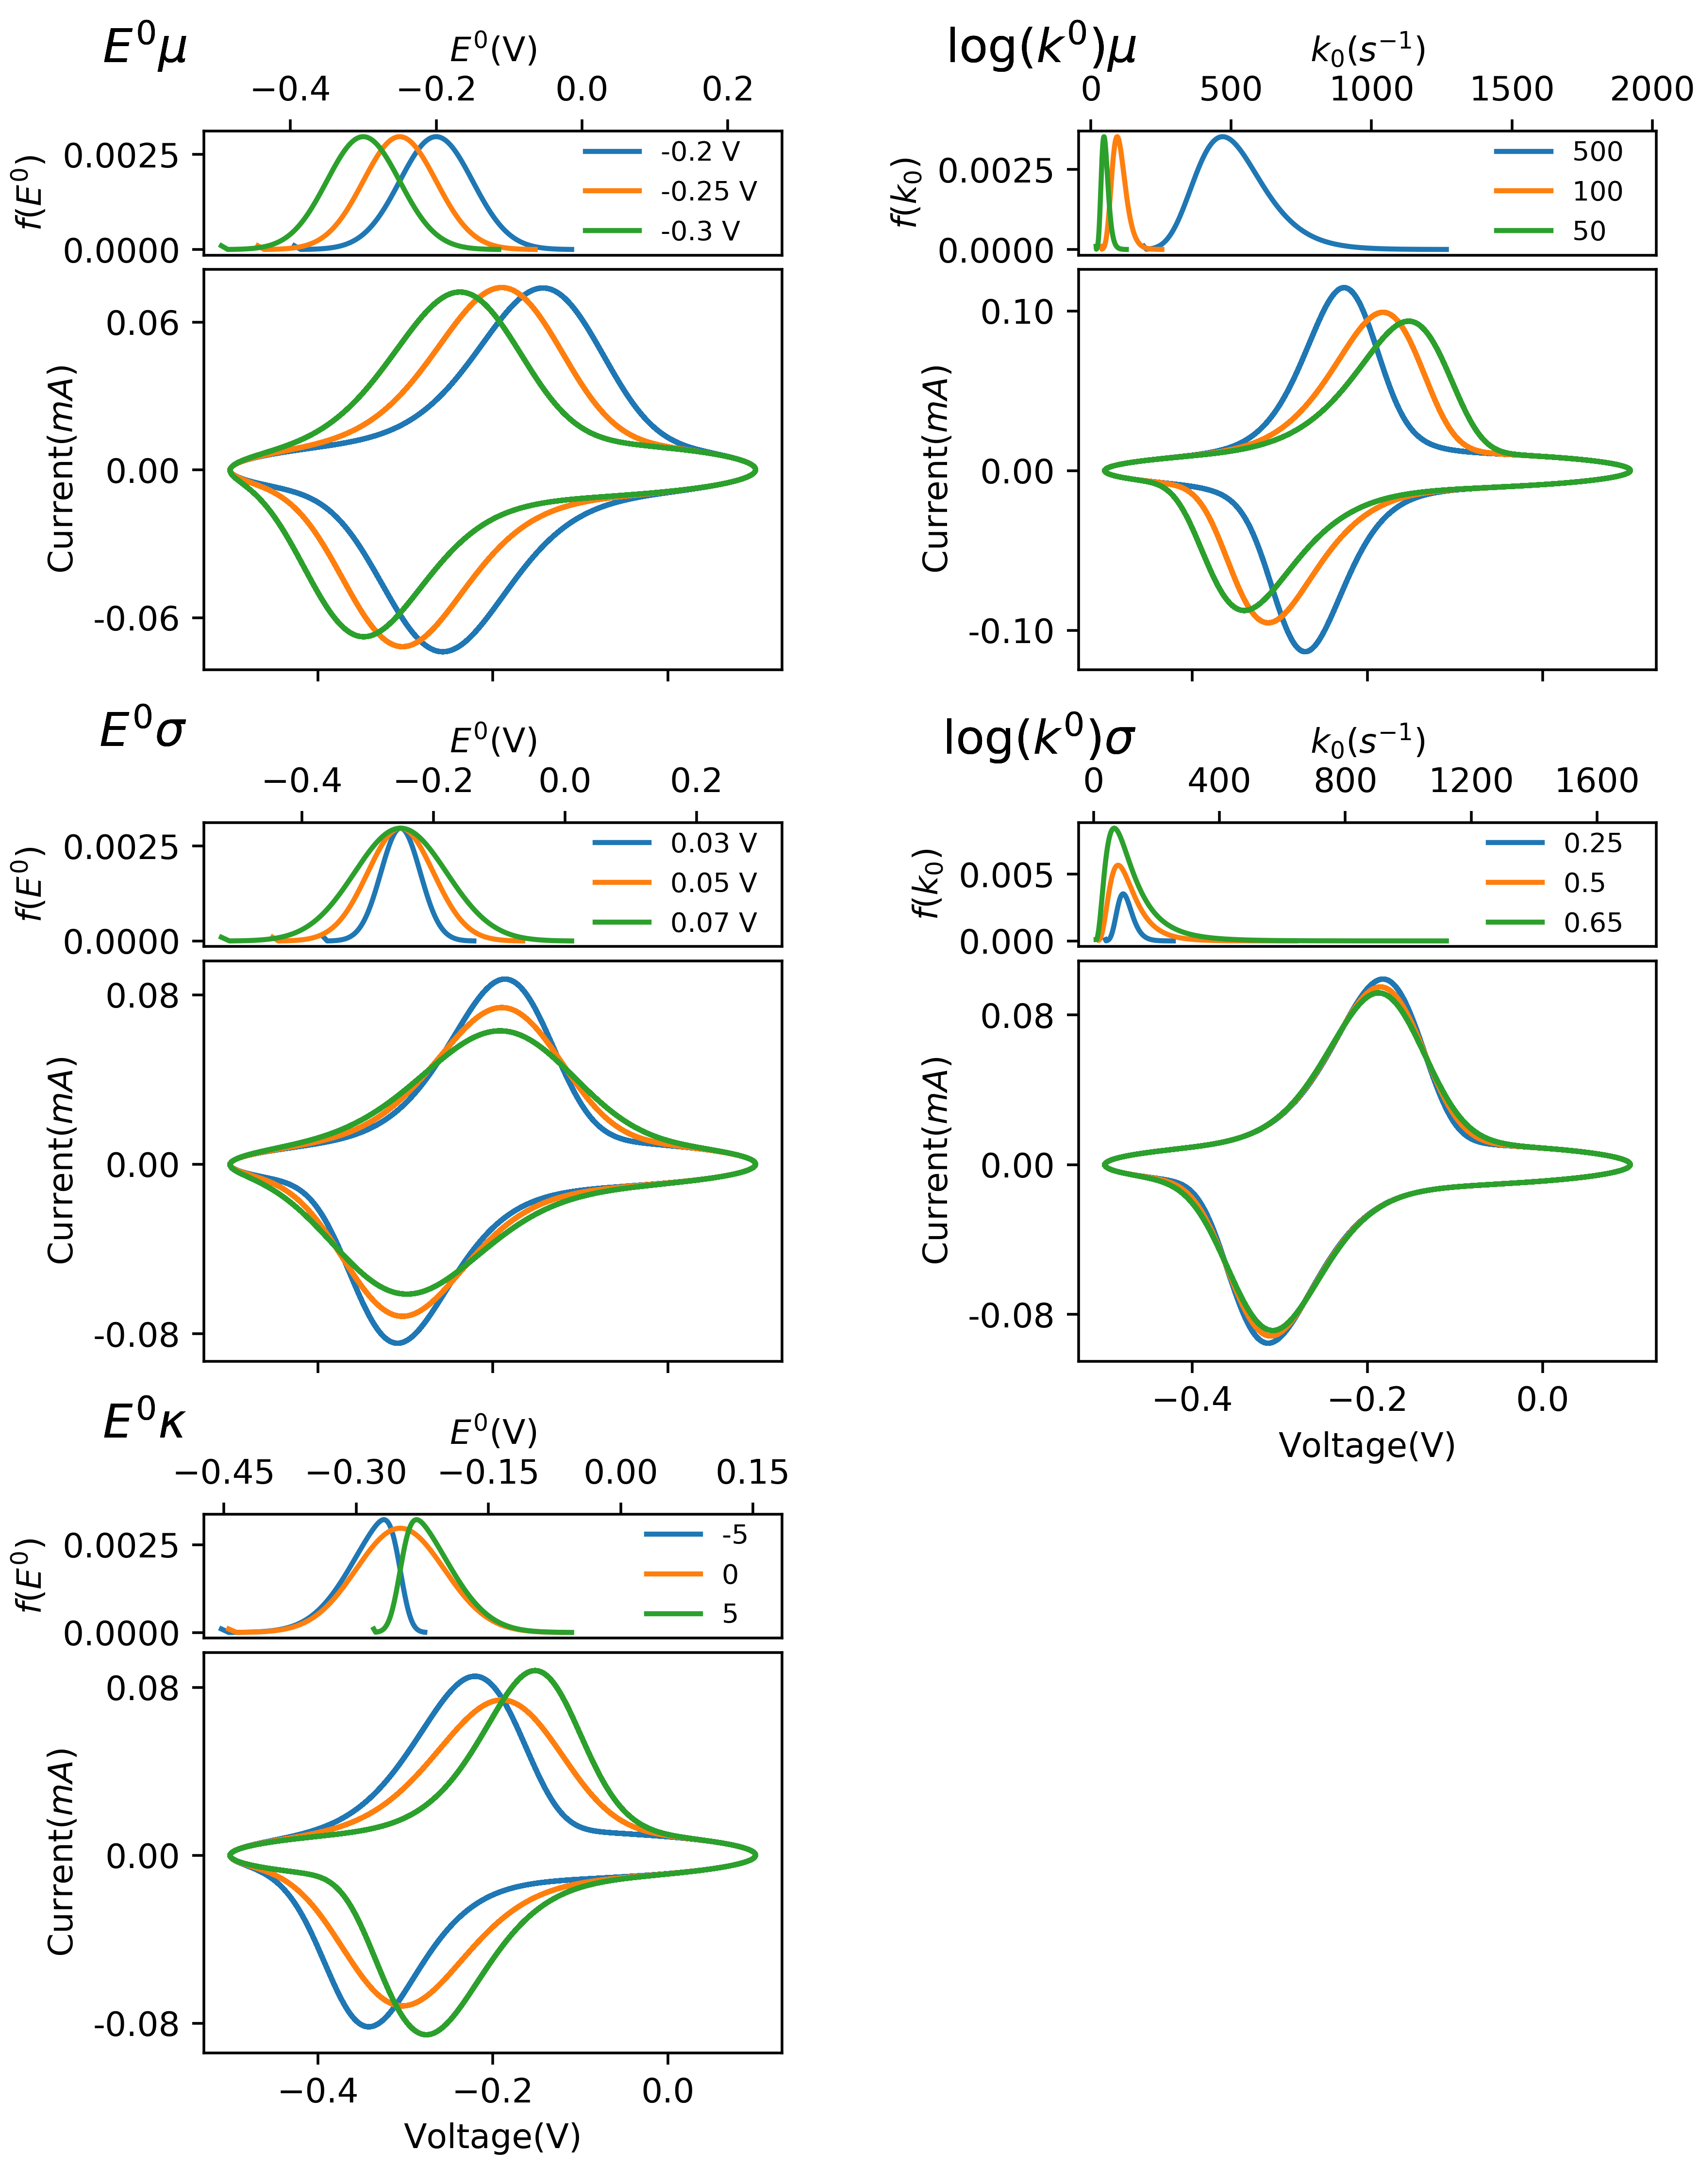 E⁰μ
E⁰(V)
−0.4 −0.2 0.0 0.2
f(E⁰)
0.0025
0.0000
-0.2 V
-0.25 V
-0.3 V
Current(mA)
0.06
0.00
-0.06
log(k⁰)μ
k₀(s⁻¹)
0 500 1000 1500 2000
f(k₀)
0.0025
0.0000
500
100
50
Current(mA)
0.10
0.00
-0.10
E⁰σ
E⁰(V)
−0.4 −0.2 0.0 0.2
f(E⁰)
0.0025
0.0000
0.03 V
0.05 V
0.07 V
Current(mA)
0.08
0.00
-0.08
log(k⁰)σ
k₀(s⁻¹)
0 400 800 1200 1600
f(k₀)
0.005
0.000
0.25
0.5
0.65
Current(mA)
0.08
0.00
-0.08
−0.4 −0.2 0.0
Voltage(V)
E⁰κ
E⁰(V)
−0.45 −0.30 −0.15 0.00 0.15
f(E⁰)
0.0025
0.0000
-5
0
5
Current(mA)
0.08
0.00
-0.08
−0.4 −0.2 0.0
Voltage(V)